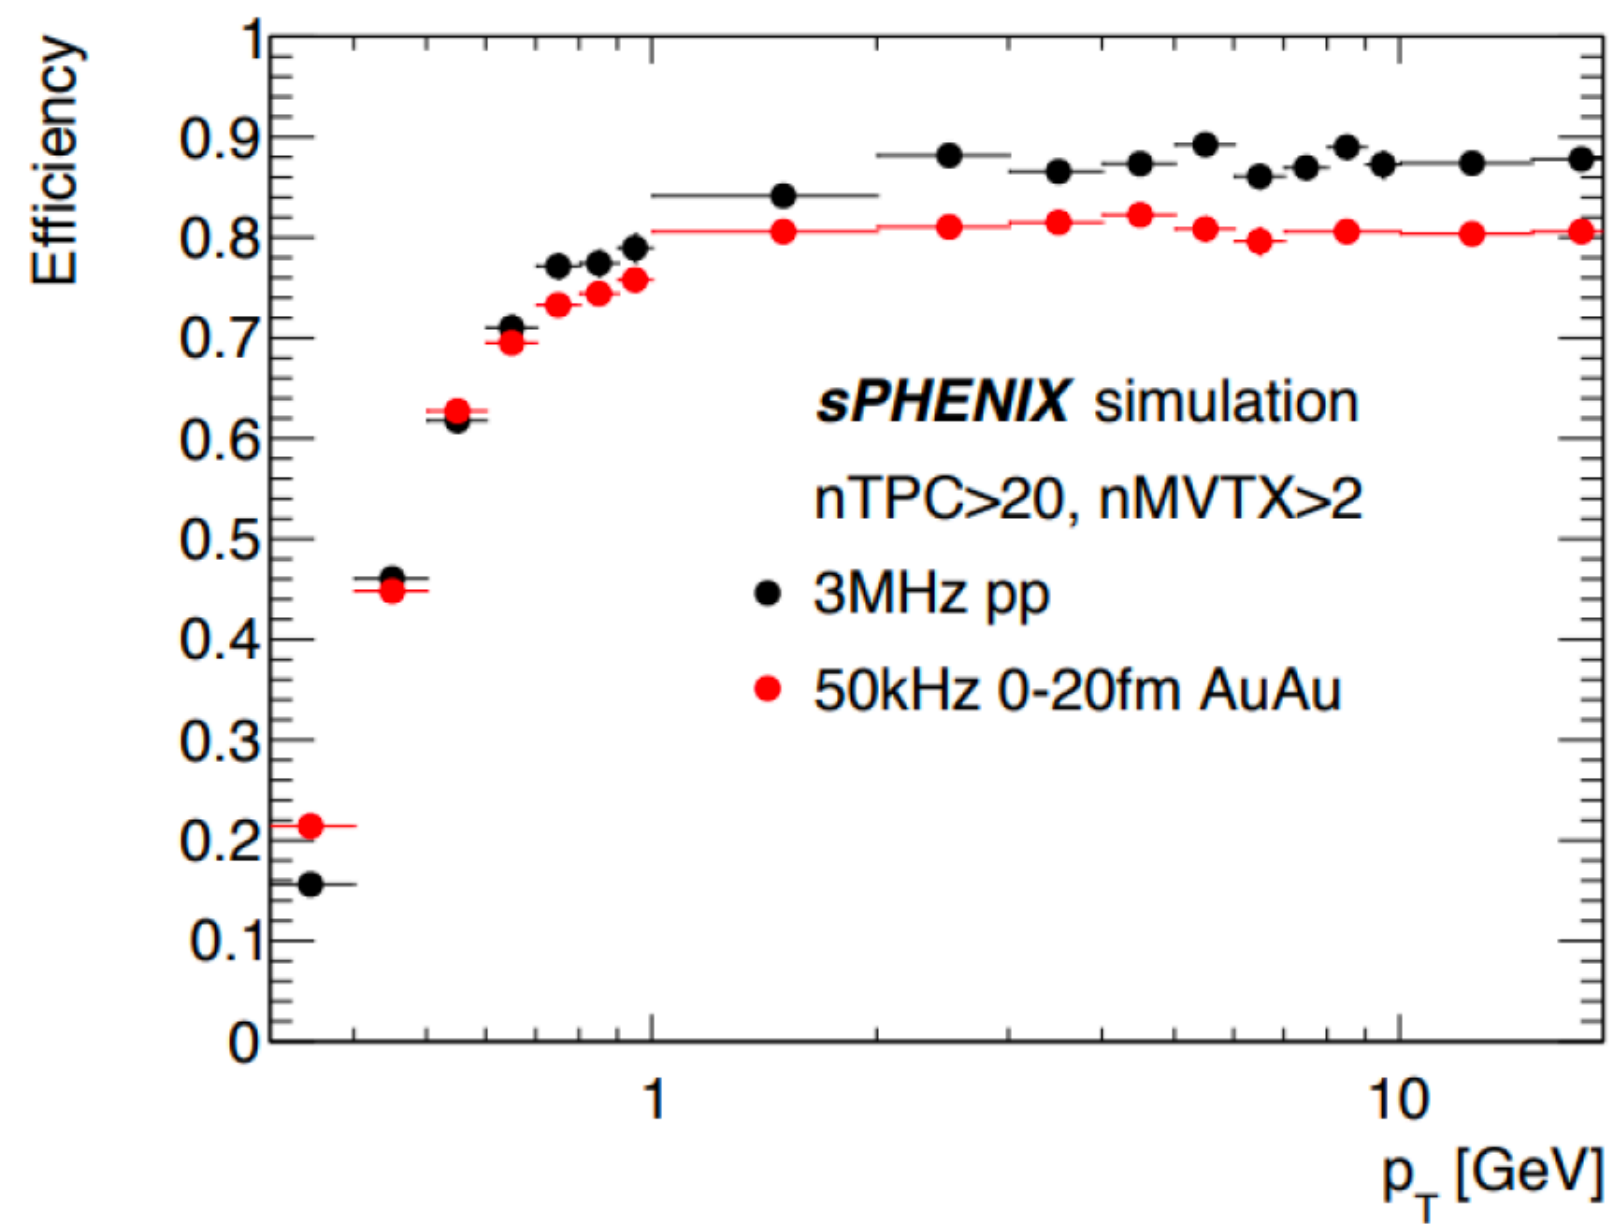 Efficiency
1
0.9
0.8
0.7
0.6
0.5
0.4
0.3
0.2
0.1
0
sPHENIX simulation
nTPC>20, nMVTX>2
3MHz pp
50kHz 0-20fm AuAu
1
10
p_T [GeV]